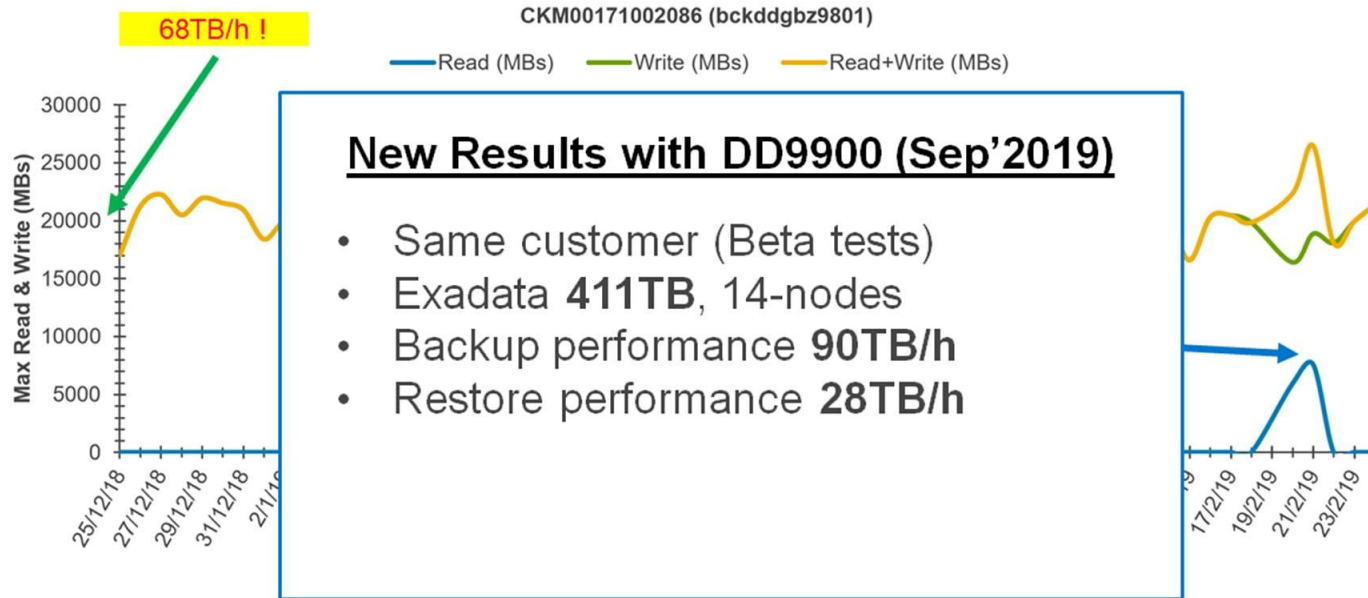 CKM00171002086 (bckddgbz9801)
68TB/h !
Read (MBs) Write (MBs) Read+Write (MBs)
Max Read & Write (MBs)
30000
25000
20000
15000
10000
5000
0
New Results with DD9900 (Sep’2019)
• Same customer (Beta tests)
• Exadata 411TB, 14-nodes
• Backup performance 90TB/h
• Restore performance 28TB/h
25/12/18
27/12/18
29/12/18
31/12/18
17/2/19
19/2/19
21/2/19
23/2/19